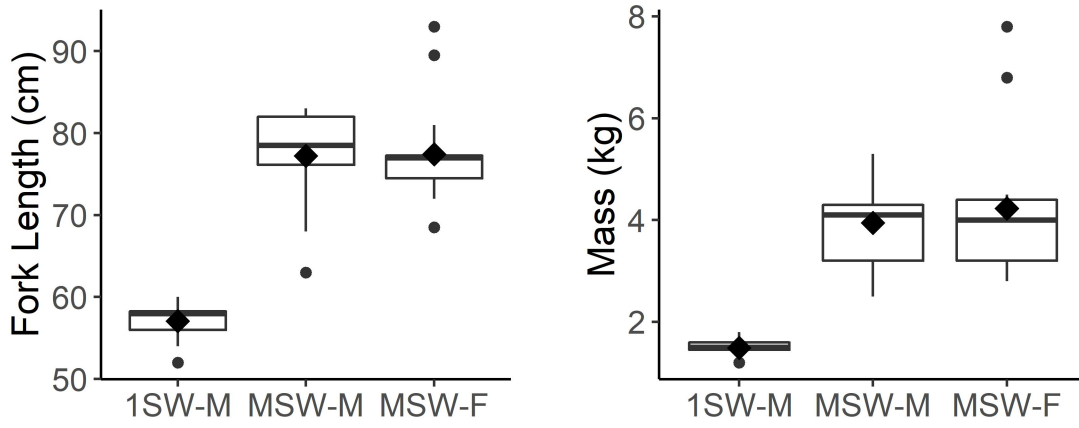 Fork Length (cm)
90
80
70
60
50
1SW-M MSW-M MSW-F
Mass (kg)
8
6
4
2
1SW-M MSW-M MSW-F